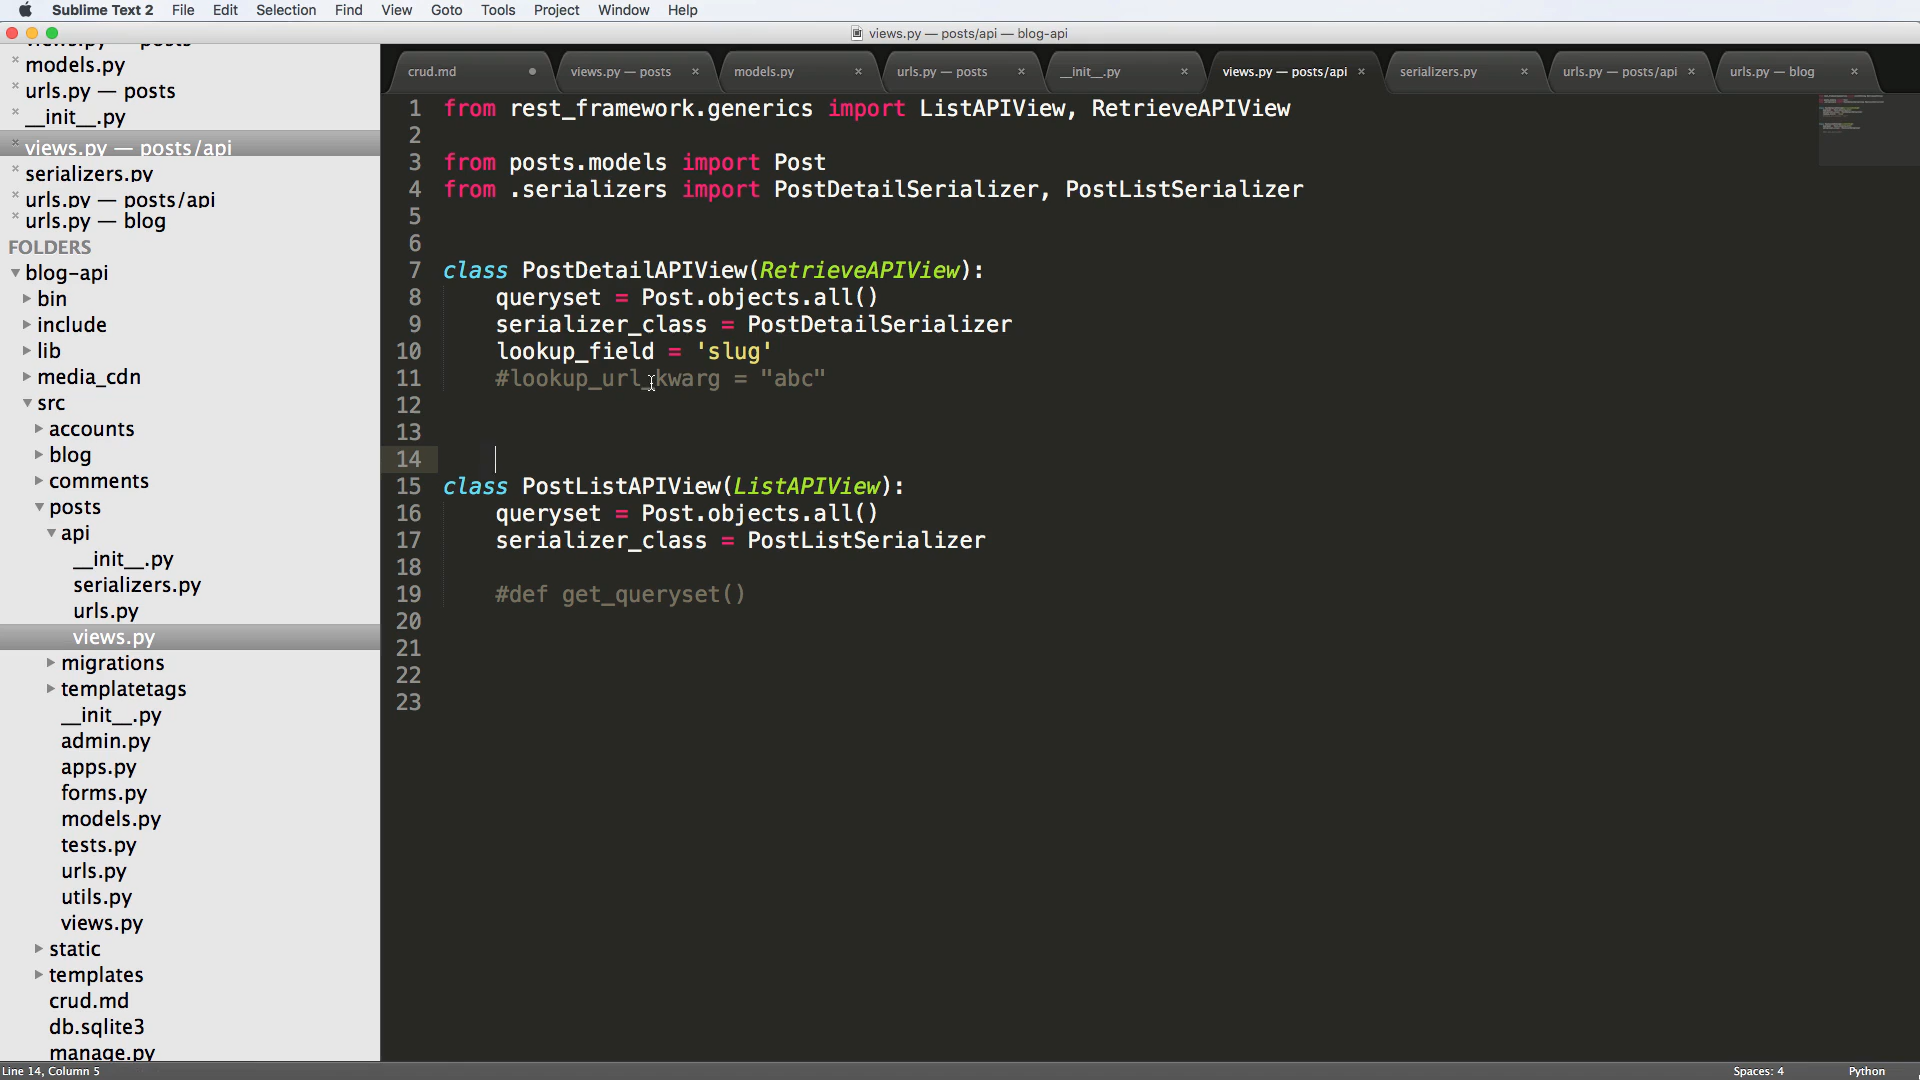 Sublime Text 2 File Edit Selection Find View Goto Tools Project Window Help
views.py — posts/api — blog-api
crud.md views.py — posts models.py urls.py — posts __init__.py views.py — posts/api serializers.py urls.py — posts/api urls.py — blog
views.py — posts
models.py
urls.py — posts
__init__.py
views.py — posts/api
serializers.py
urls.py — posts/api
urls.py — blog
FOLDERS
blog-api
bin
include
lib
media_cdn
src
accounts
blog
comments
posts
api
__init__.py
serializers.py
urls.py
views.py
migrations
templatetags
__init__.py
admin.py
apps.py
forms.py
models.py
tests.py
urls.py
utils.py
views.py
static
templates
crud.md
db.sqlite3
manage.py
1 from rest_framework.generics import ListAPIView, RetrieveAPIView
2
3 from posts.models import Post
4 from .serializers import PostDetailSerializer, PostListSerializer
5
6
7 class PostDetailAPIView(RetrieveAPIView):
8 queryset = Post.objects.all()
9 serializer_class = PostDetailSerializer
10 lookup_field = 'slug'
11 #lookup_url_kwarg = "abc"
12
13
14
15 class PostListAPIView(ListAPIView):
16 queryset = Post.objects.all()
17 serializer_class = PostListSerializer
18
19 #def get_queryset()
20
21
22
23
Line 14, Column 5 Spaces: 4 Python